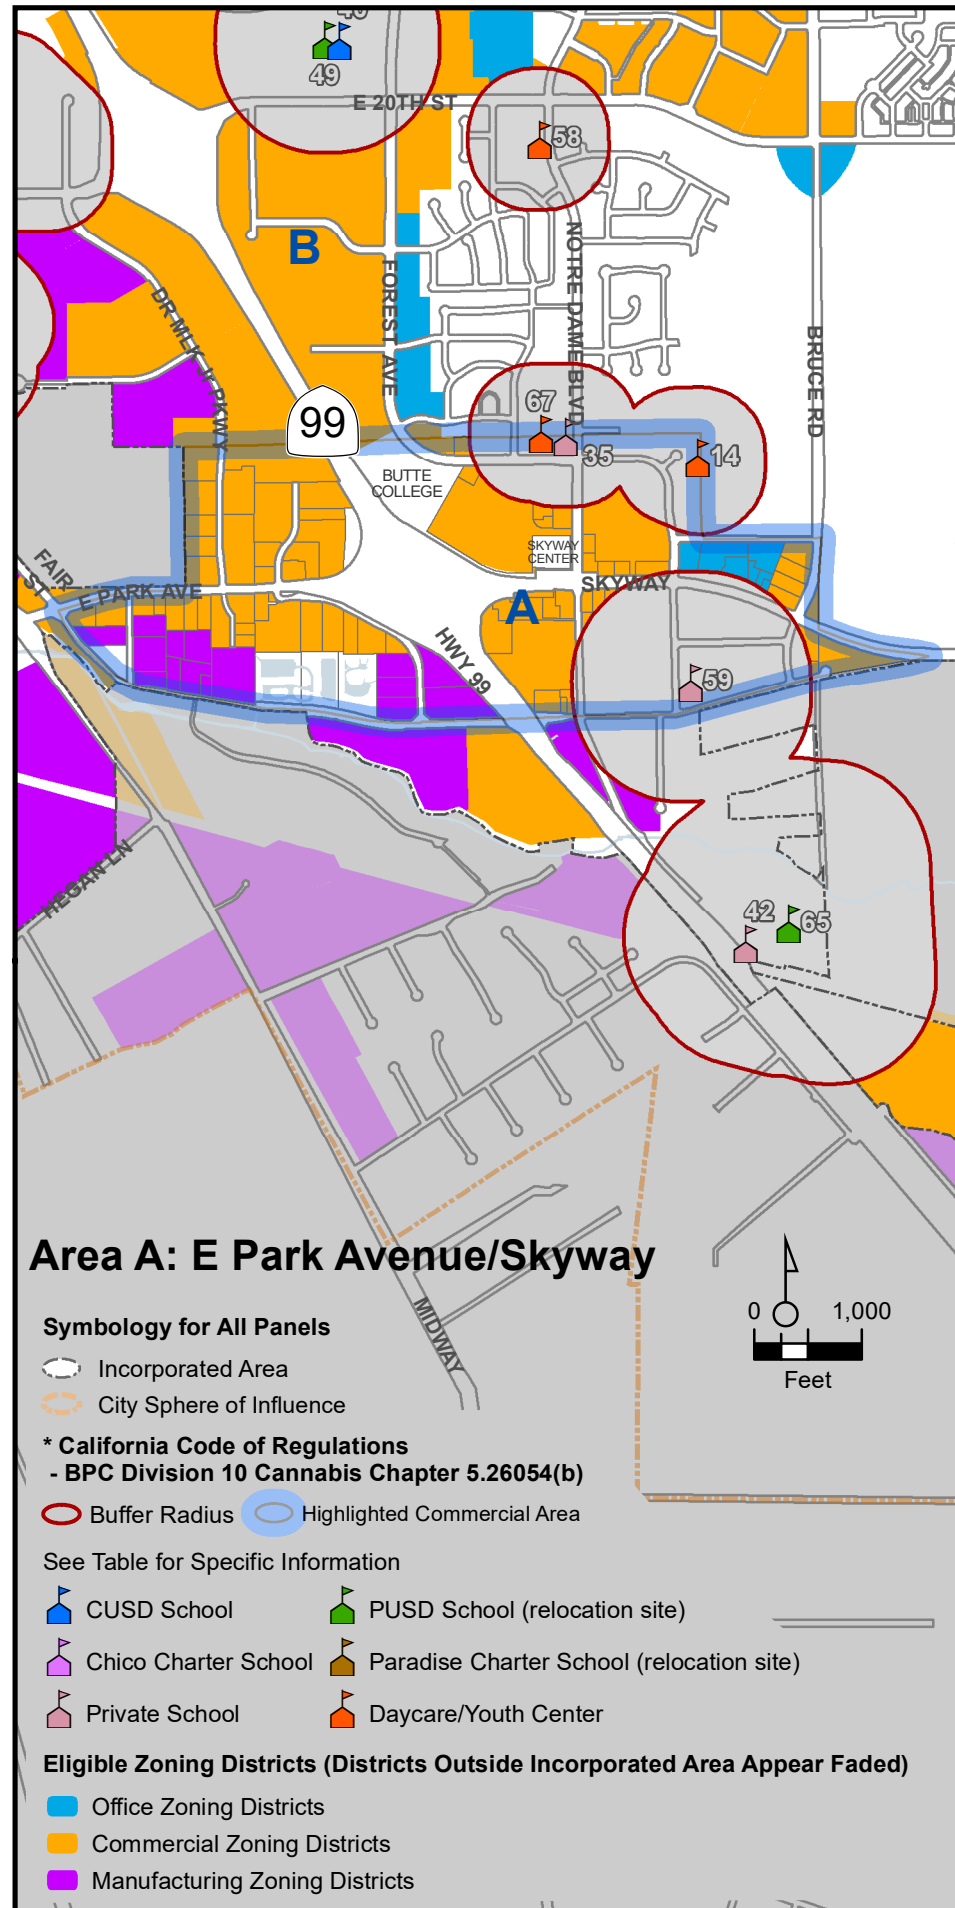 49
E 20TH ST
58
B
NOTRE DAME BLVD
FOREST AVE
DR MLK Jr PKWY
BRUCE RD
99
67
35
14
BUTTE
COLLEGE
SKYWAY
CENTER
FAIR
ST
E PARK AVE
SKYWAY
A
HWY 99
59
HEGAN LN
42
65
MIDWAY
Area A: E Park Avenue/Skyway
0 1,000
Feet
Symbology for All Panels
Incorporated Area
City Sphere of Influence
* California Code of Regulations
- BPC Division 10 Cannabis Chapter 5.26054(b)
Buffer Radius
Highlighted Commercial Area
See Table for Specific Information
CUSD School
PUSD School (relocation site)
Chico Charter School
Paradise Charter School (relocation site)
Private School
Daycare/Youth Center
Eligible Zoning Districts (Districts Outside Incorporated Area Appear Faded)
Office Zoning Districts
Commercial Zoning Districts
Manufacturing Zoning Districts